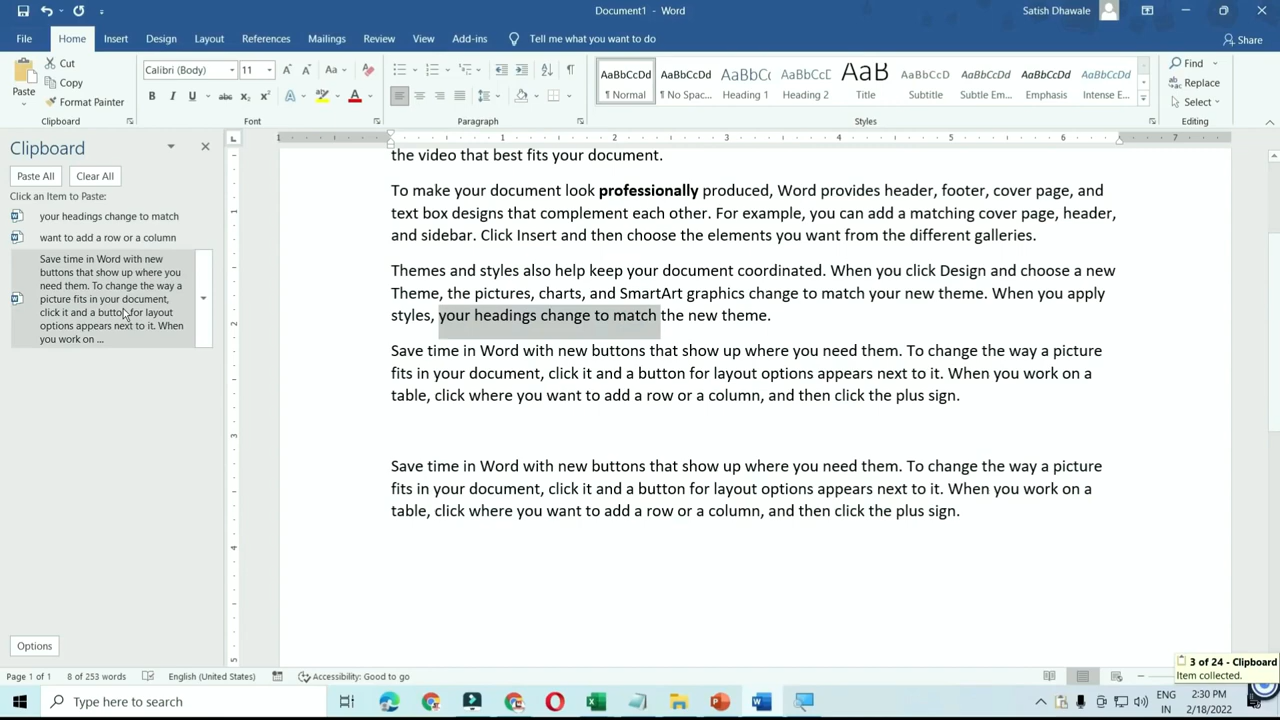 Document1 - Word
Satish Dhawale
File Home Insert Design Layout References Mailings Review View Add-ins Tell me what you want to do Share
Paste
Cut
Copy
Format Painter
Clipboard
Calibri (Body) 11
Font
Paragraph
AaBbCcDd AaBbCcDd AaBbC AaBbCcC AaB AaBbCcD AaBbCcDd AaBbCcDd AaBbCcDd
¶ Normal ¶ No Spac... Heading 1 Heading 2 Title Subtitle Subtle Em... Emphasis Intense E...
Styles
Find
Replace
Select
Editing
Clipboard
Paste All Clear All
Click an Item to Paste:
your headings change to match
want to add a row or a column
Save time in Word with new
buttons that show up where you
need them. To change the way a
picture fits in your document,
click it and a button for layout
options appears next to it. When
you work on ...
Options
1 1 2 3 4 5 6 7
1
2
3
4
5
the video that best fits your document.
To make your document look professionally produced, Word provides header, footer, cover page, and
text box designs that complement each other. For example, you can add a matching cover page, header,
and sidebar. Click Insert and then choose the elements you want from the different galleries.
Themes and styles also help keep your document coordinated. When you click Design and choose a new
Theme, the pictures, charts, and SmartArt graphics change to match your new theme. When you apply
styles, your headings change to match the new theme.
Save time in Word with new buttons that show up where you need them. To change the way a picture
fits in your document, click it and a button for layout options appears next to it. When you work on a
table, click where you want to add a row or a column, and then click the plus sign.
Save time in Word with new buttons that show up where you need them. To change the way a picture
fits in your document, click it and a button for layout options appears next to it. When you work on a
table, click where you want to add a row or a column, and then click the plus sign.
3 of 24 - Clipboard
Item collected.
Page 1 of 1 8 of 253 words English (United States) Accessibility: Good to go
Type here to search
ENG
IN
2:30 PM
2/18/2022